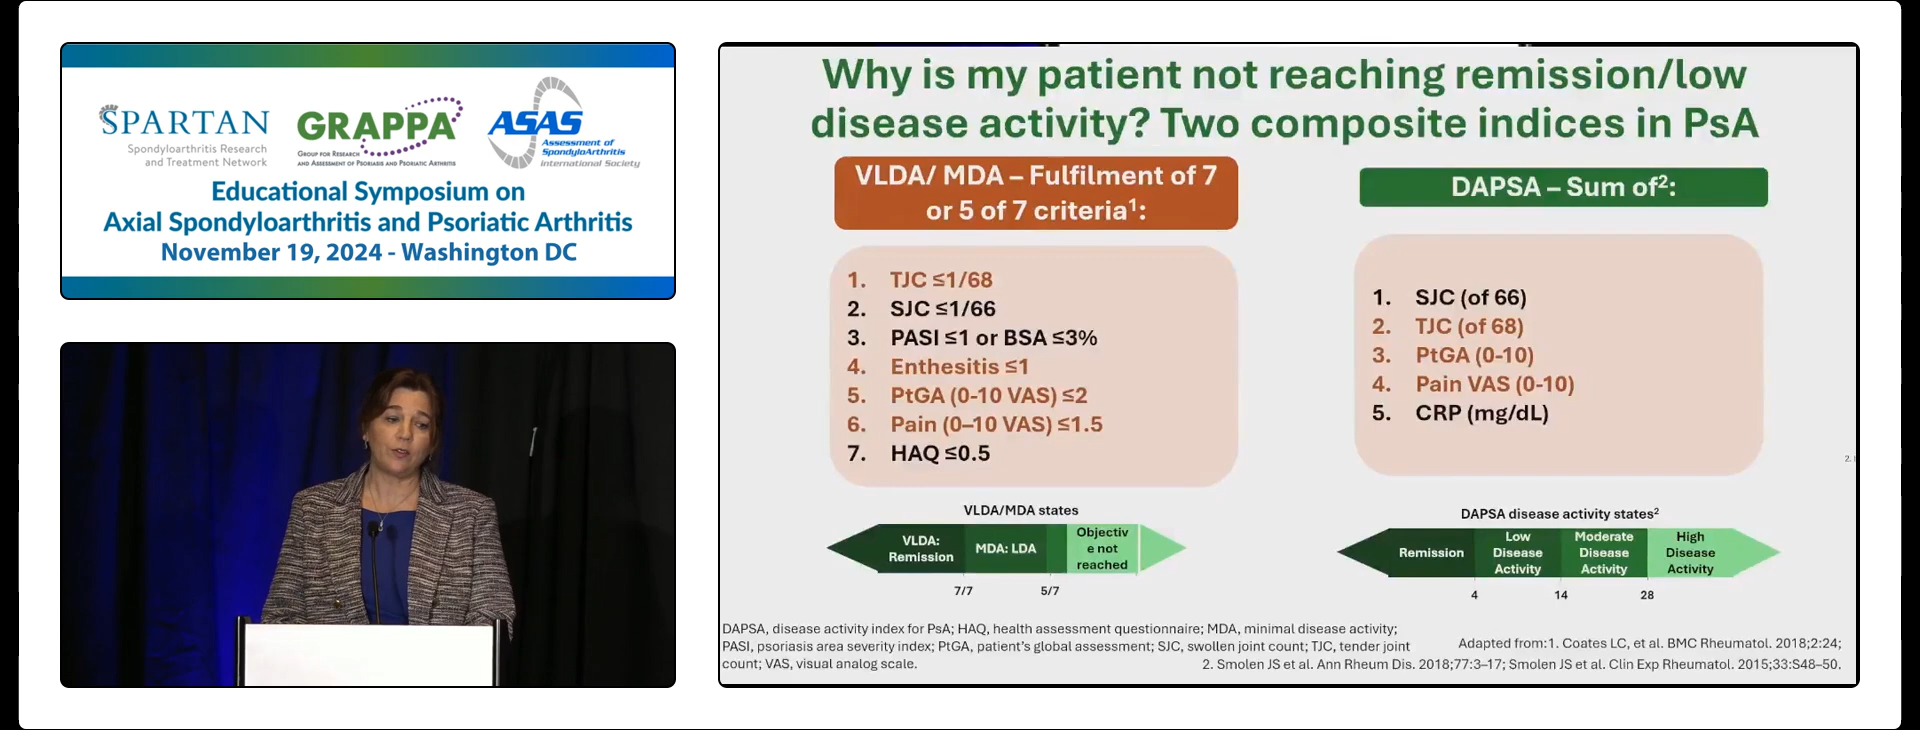 SPARTAN
Spondyloarthritis Research
and Treatment Network
GRAPPA
GROUP FOR RESEARCH
AND ASSESSMENT OF PSORIASIS AND PSORIATIC ARTHRITIS
ASAS
Assessment of
SpondyloArthritis
international Society
Educational Symposium on
Axial Spondyloarthritis and Psoriatic Arthritis
November 19, 2024 - Washington DC
Why is my patient not reaching remission/low
disease activity? Two composite indices in PsA
VLDA/ MDA – Fulfilment of 7
or 5 of 7 criteria¹:
1. TJC ≤1/68
2. SJC ≤1/66
3. PASI ≤1 or BSA ≤3%
4. Enthesitis ≤1
5. PtGA (0-10 VAS) ≤2
6. Pain (0–10 VAS) ≤1.5
7. HAQ ≤0.5
VLDA/MDA states
VLDA:
Remission
MDA: LDA
Objectiv
e not
reached
7/7
5/7
DAPSA – Sum of²:
1. SJC (of 66)
2. TJC (of 68)
3. PtGA (0-10)
4. Pain VAS (0-10)
5. CRP (mg/dL)
2.
DAPSA disease activity states²
Remission
Low
Disease
Activity
Moderate
Disease
Activity
High
Disease
Activity
4
14
28
DAPSA, disease activity index for PsA; HAQ, health assessment questionnaire; MDA, minimal disease activity;
PASI, psoriasis area severity index; PtGA, patient's global assessment; SJC, swollen joint count; TJC, tender joint
count; VAS, visual analog scale.
Adapted from:1. Coates LC, et al. BMC Rheumatol. 2018;2:24;
2. Smolen JS et al. Ann Rheum Dis. 2018;77:3–17; Smolen JS et al. Clin Exp Rheumatol. 2015;33:S48–50.